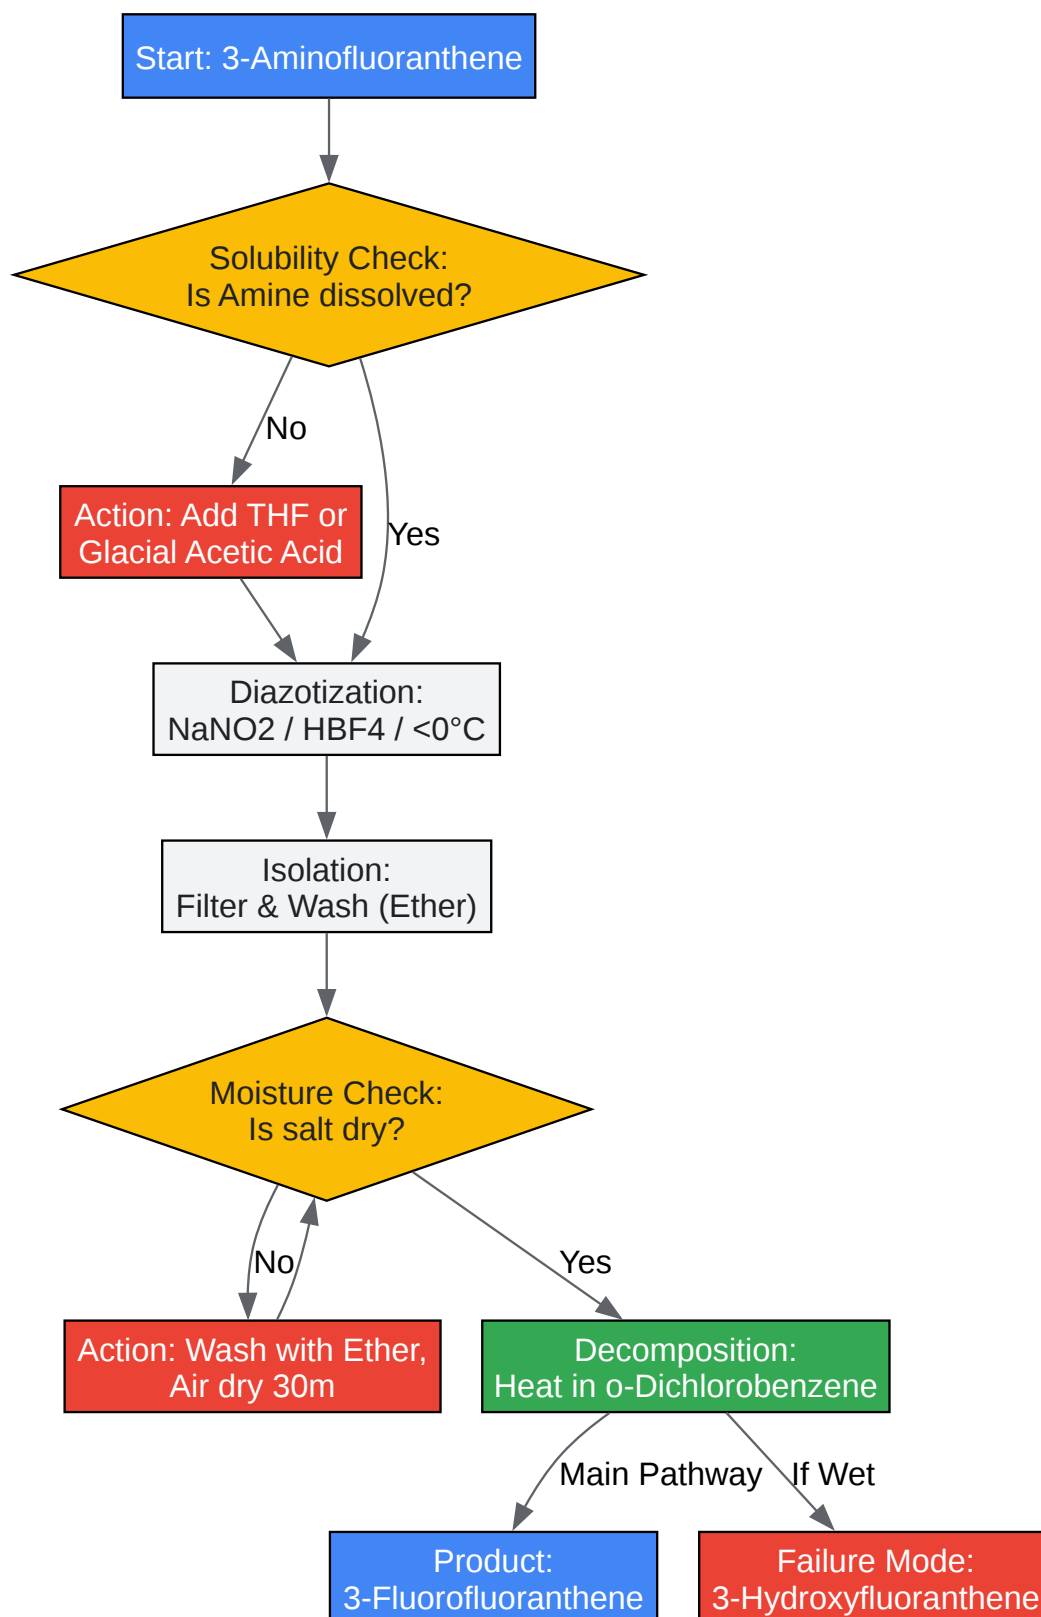 Start: 3-Aminofluoranthene
Solubility Check:
Is Amine dissolved?
No
Yes
Action: Add THF or
Glacial Acetic Acid
Diazotization:
NaNO2 / HBF4 / <0°C
Isolation:
Filter & Wash (Ether)
Moisture Check:
Is salt dry?
No
Yes
Action: Wash with Ether,
Air dry 30m
Decomposition:
Heat in o-Dichlorobenzene
Main Pathway
If Wet
Product:
3-Fluorofluoranthene
Failure Mode:
3-Hydroxyfluoranthene